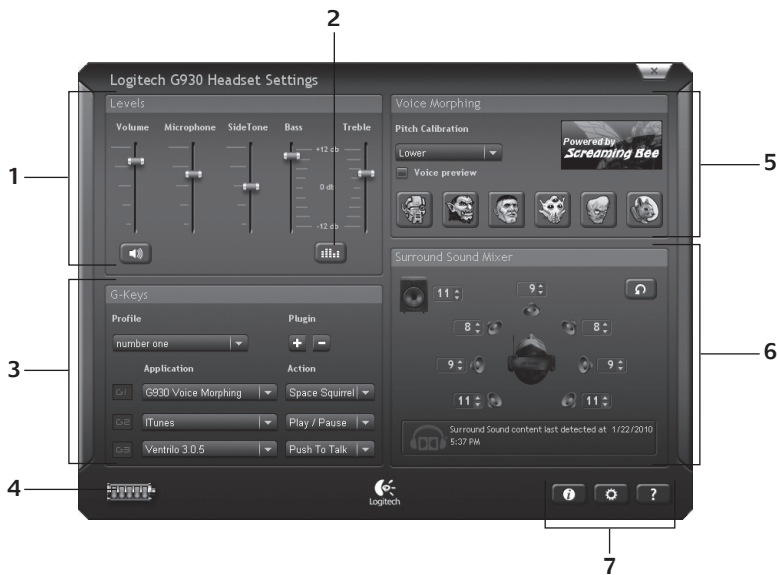 2
Logitech G930 Headset Settings
1
Levels
Volume Microphone SideTone Bass Treble
+12 db
0 db
-12 db
Voice Morphing
Pitch Calibration
Lower
Voice preview
Powered by
Screaming Bee
5
3
G-Keys
Profile Plugin
number one + -
Application Action
G1 G930 Voice Morphing Space Squirrel
G2 ITunes Play / Pause
G3 Ventrilo 3.0.5 Push To Talk
Surround Sound Mixer
11 9
8 8
9 9
11 11
Surround Sound content last detected at 1/22/2010
5:37 PM
6
4
Logitech
i ?
7